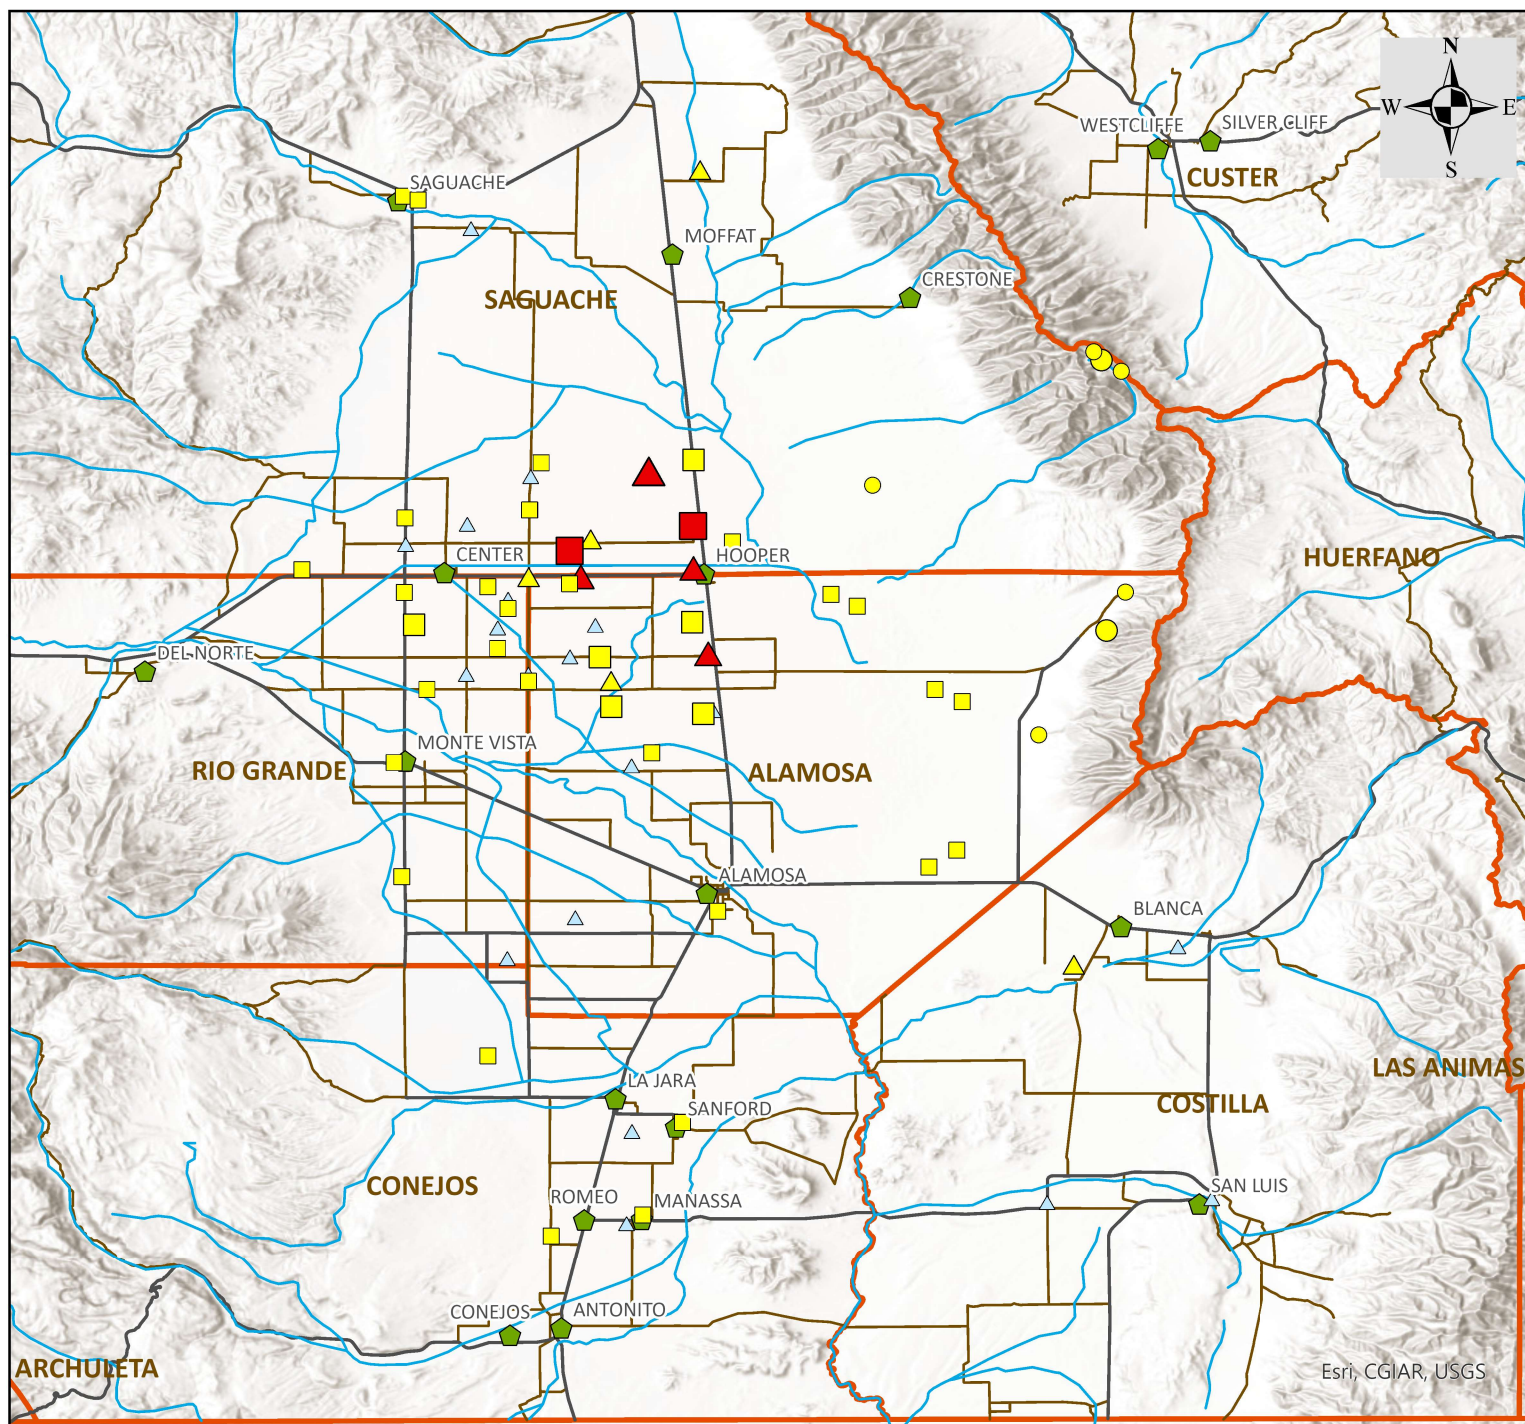 N
W E
S
WESTCLIFFE
SILVER CLIFF
CUSTER
SAGUACHE
MOFFAT
CRESTONE
SAGUACHE
CENTER
HOOPER
HUERFANO
DEL NORTE
MONTE VISTA
RIO GRANDE
ALAMOSA
ALAMOSA
BLANCA
LA JARA
LAS ANIMAS
SANFORD
COSTILLA
CONEJOS
ROMEO
MANASSA
SAN LUIS
CONEJOS
ANTONITO
ARCHULETA
Esri, CGIAR, USGS